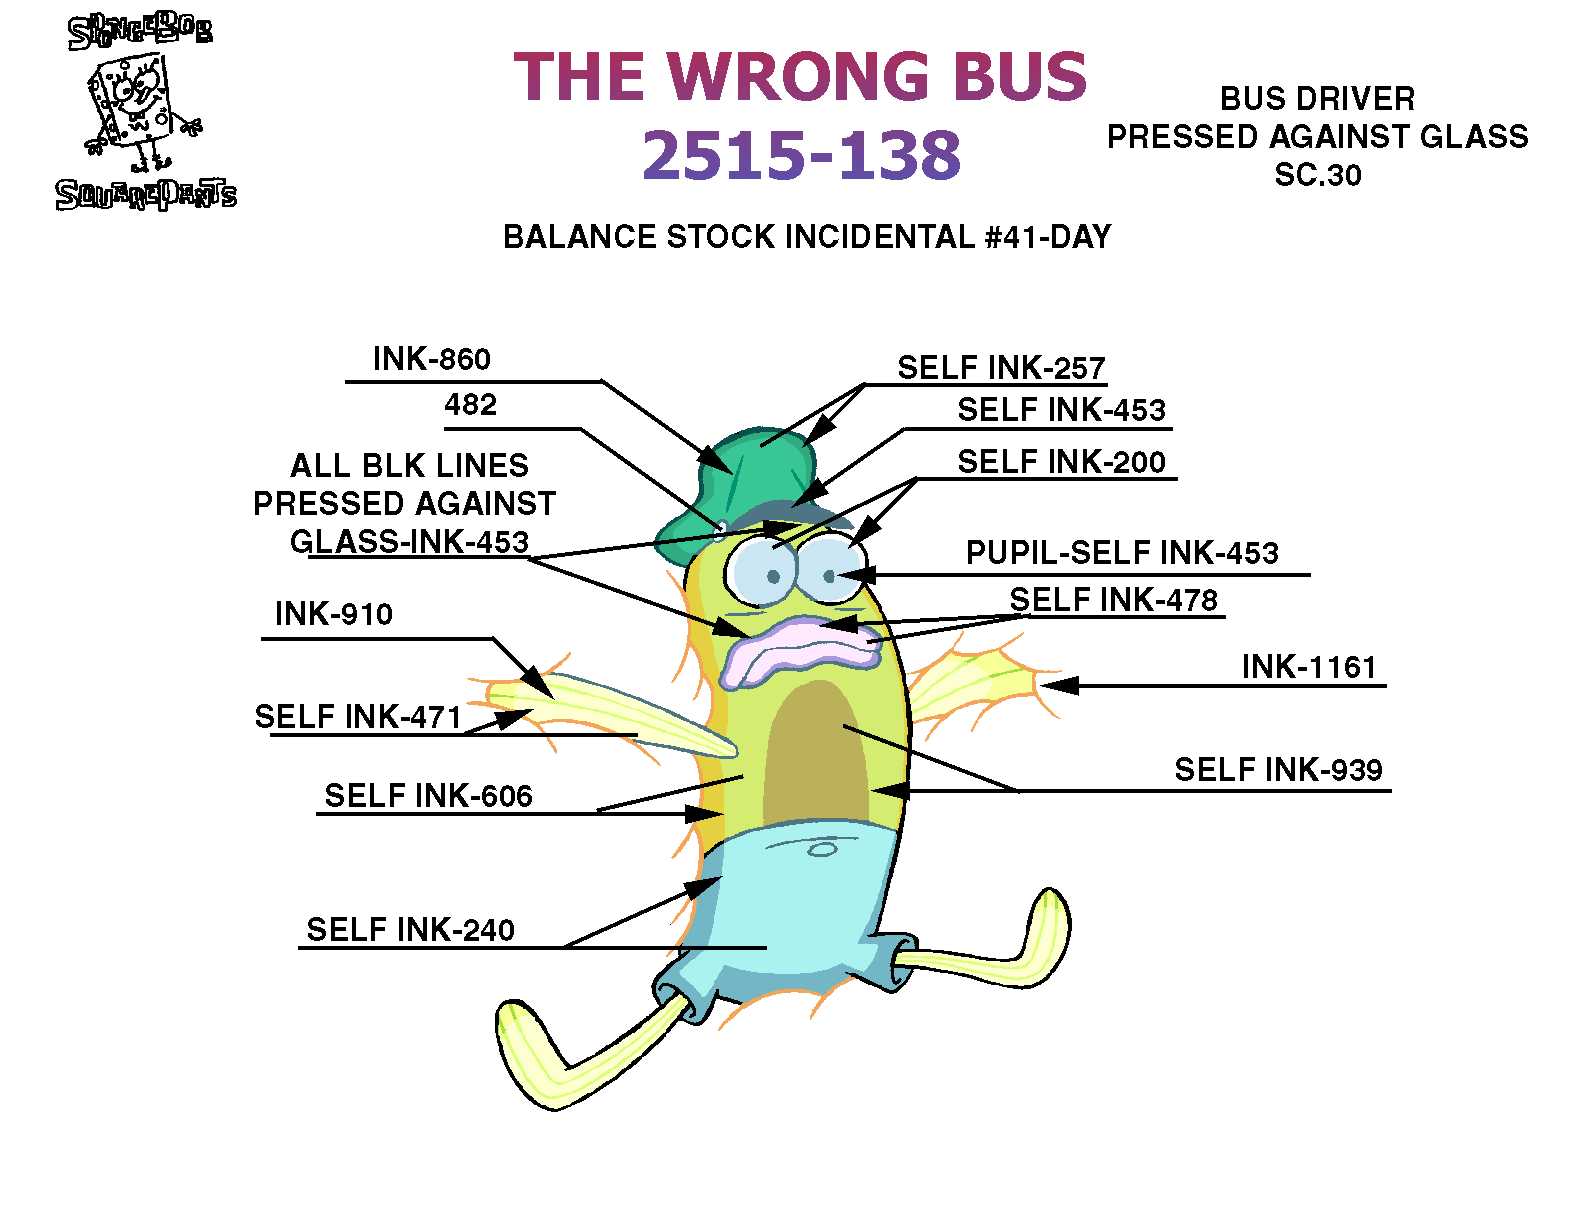 SPONGEBOB
SQUAREPANTS
THE WRONG BUS
2515-138
BUS DRIVER
PRESSED AGAINST GLASS
SC.30
BALANCE STOCK INCIDENTAL #41-DAY
INK-860
482
ALL BLK LINES
PRESSED AGAINST
GLASS-INK-453
INK-910
SELF INK-471
SELF INK-606
SELF INK-240
SELF INK-257
SELF INK-453
SELF INK-200
PUPIL-SELF INK-453
SELF INK-478
INK-1161
SELF INK-939